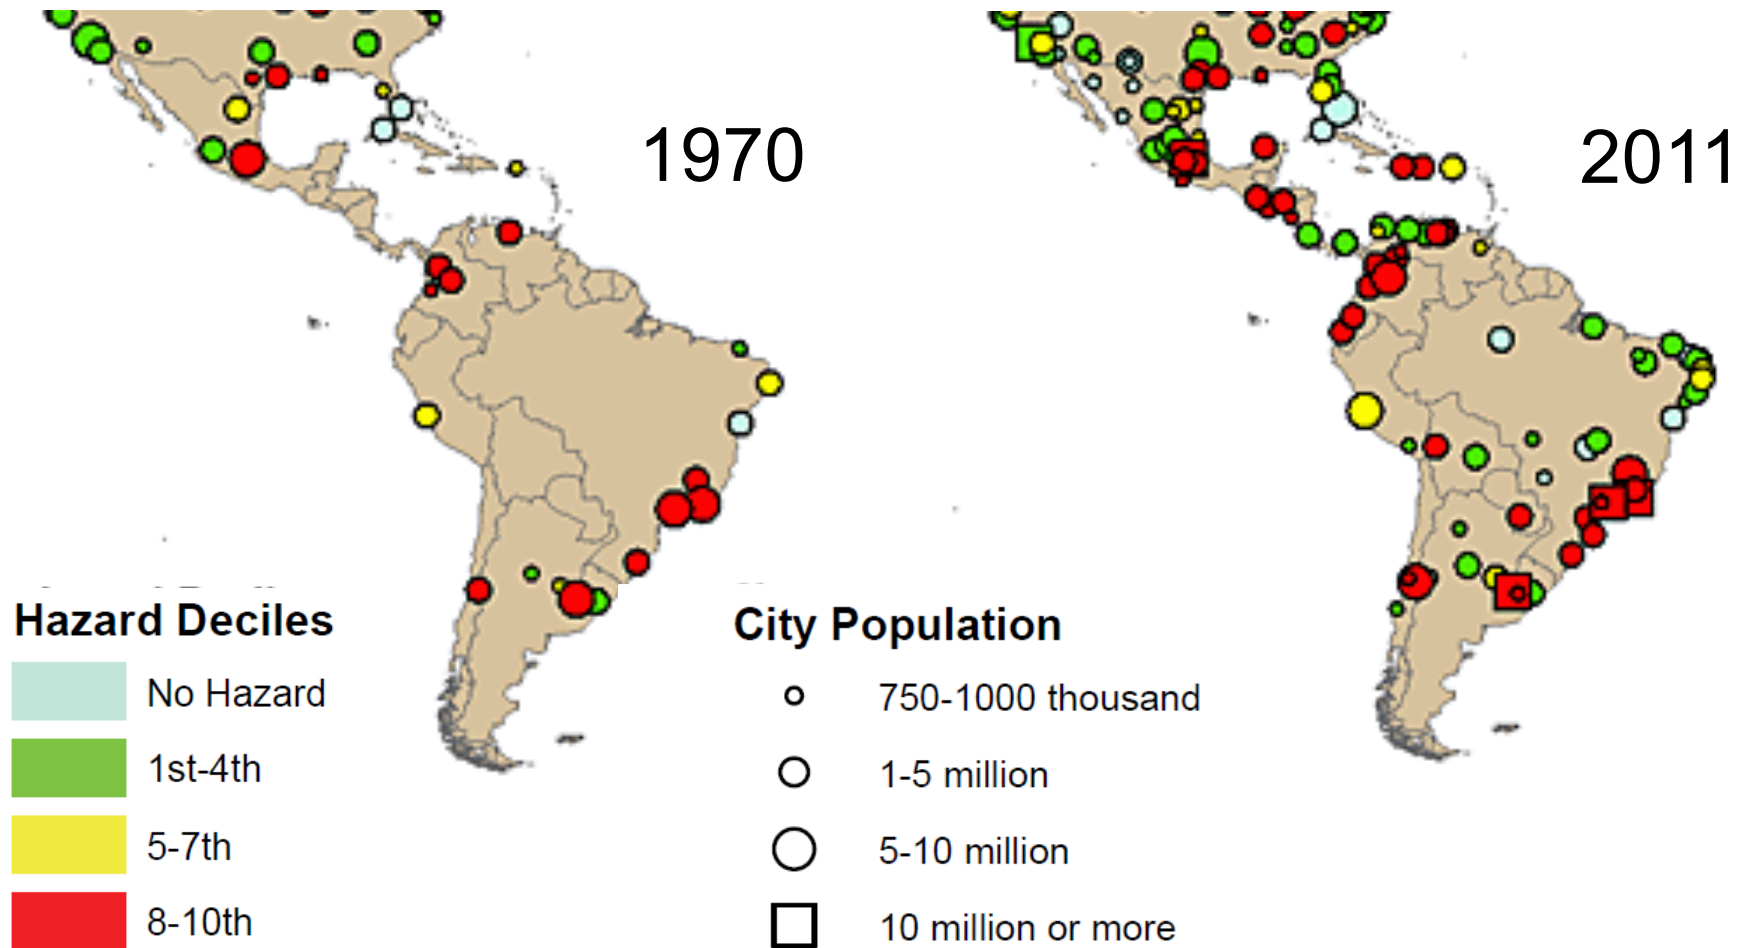 1970
2011
Hazard Deciles
No Hazard
1st-4th
5-7th
8-10th
City Population
750-1000 thousand
1-5 million
5-10 million
10 million or more